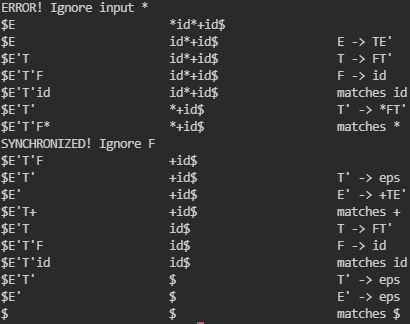 ERROR! Ignore input *
$E *id*+id$
$E id*+id$ E -> TE'
$E'T id*+id$ T -> FT'
$E'T'F id*+id$ F -> id
$E'T'id id*+id$ matches id
$E'T' *+id$ T' -> *FT'
$E'T'F* *+id$ matches *
SYNCHRONIZED! Ignore F
$E'T'F +id$
$E'T' +id$ T' -> eps
$E' +id$ E' -> +TE'
$E'T+ +id$ matches +
$E'T id$ T -> FT'
$E'T'F id$ F -> id
$E'T'id id$ matches id
$E'T' $ T' -> eps
$E' $ E' -> eps
$ $ matches $